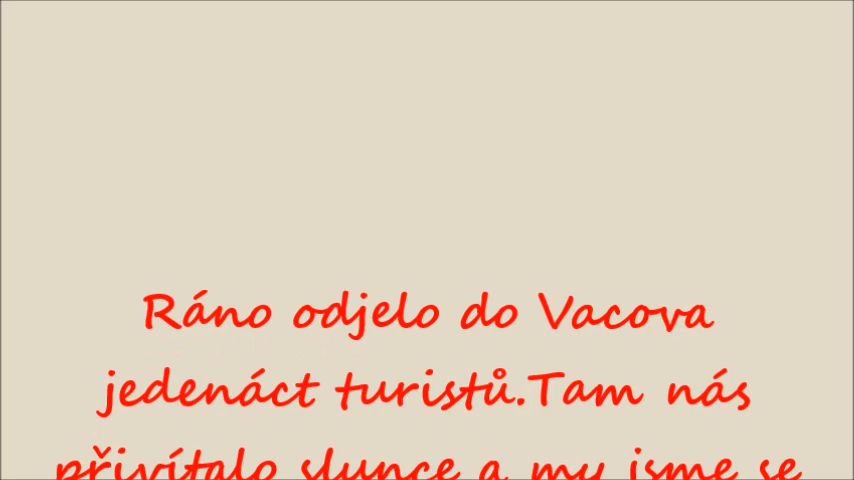 Ráno odjelo do Vacova
jedenáct turistů.Tam nás
přivítalo slunce a my jsme se